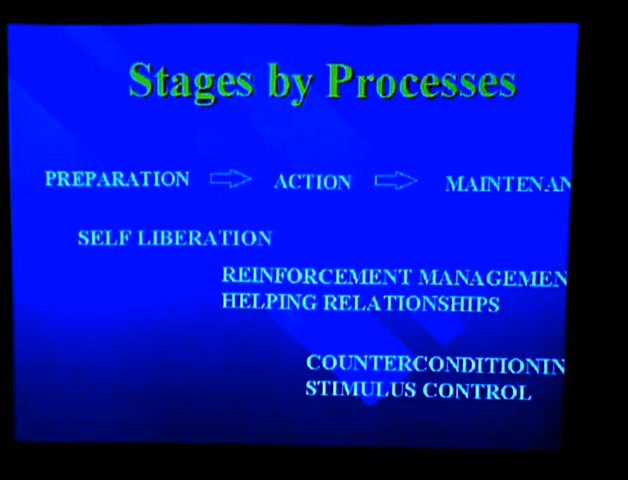 Stages by Processes
PREPARATION ACTION MAINTENAN
SELF LIBERATION
REINFORCEMENT MANAGEMEN
HELPING RELATIONSHIPS
COUNTERCONDITIONIN
STIMULUS CONTROL